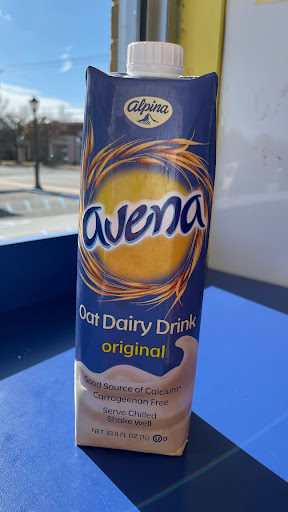 alpina
avena
Oat Dairy Drink
original
Good Source of Calcium*
Carrageenan Free
Serve Chilled
Shake well
NET 33.8 FL OZ (1L)